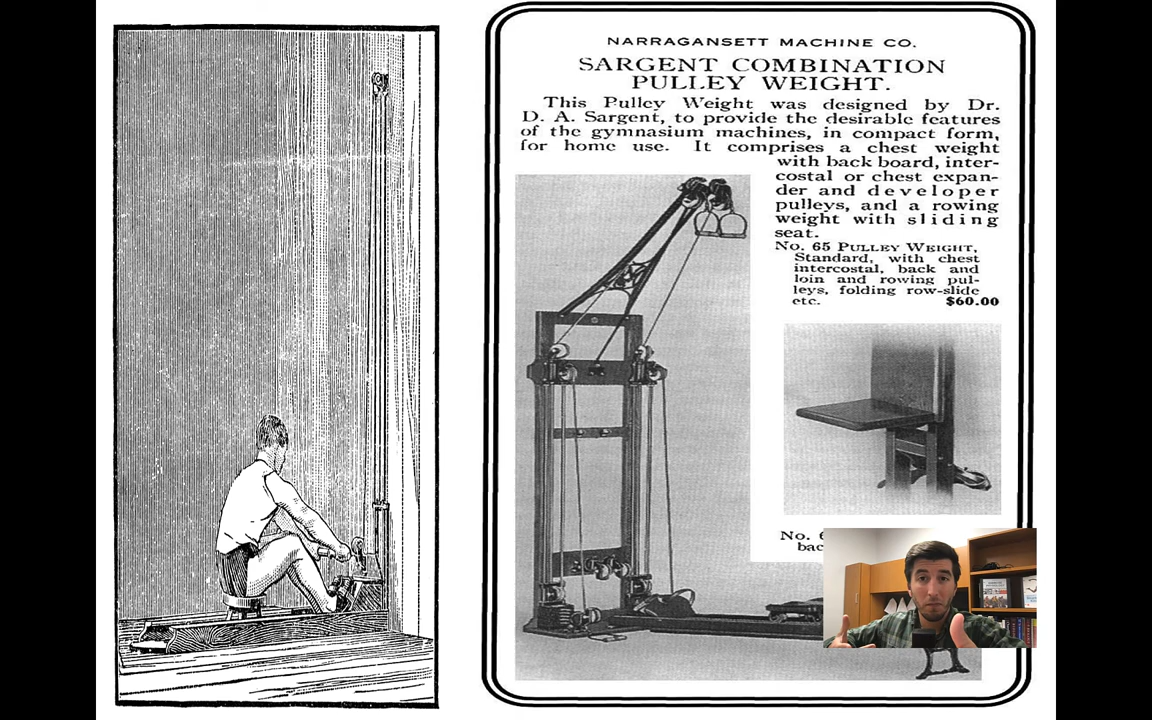 NARRAGANSETT MACHINE CO.
SARGENT COMBINATION
PULLEY WEIGHT.
This Pulley Weight was designed by Dr.
D. A. Sargent, to provide the desirable features
of the gymnasium machines, in compact form,
for home use. It comprises a chest weight
with back board, inter-
costal or chest expan-
der and developer
pulleys, and a rowing
weight with sliding
seat.
No. 65 PULLEY WEIGHT,
Standard, with chest
intercostal, back and
loin and rowing pul-
leys, folding row-slide
etc. $60.00
No.